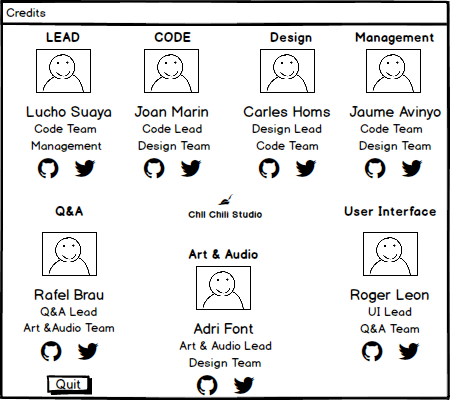 Credits
LEAD
Lucho Suaya
Code Team
Management
CODE
Joan Marin
Code Lead
Design Team
Design
Carles Homs
Design Lead
Code Team
Management
Jaume Avinyo
Code Team
Design Team
Chll Chili Studio
Q&A
Rafel Brau
Q&A Lead
Art &Audio Team
Art & Audio
Adri Font
Art & Audio Lead
Design Team
User Interface
Roger Leon
UI Lead
Q&A Team
Quit